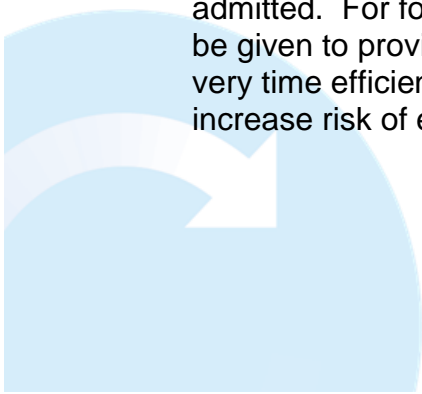 admitted.  For fo
be given to provi
very time efficien
increase risk of e